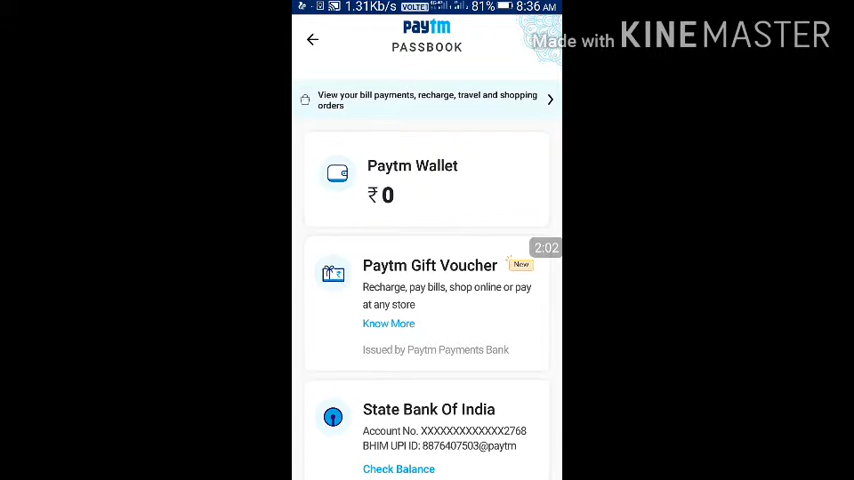 1.31Kb/s VOLTE1 81% 8:36 AM
paytm
PASSBOOK
Made with KINEMASTER
View your bill payments, recharge, travel and shopping
orders
Paytm Wallet
₹0
2:02
Paytm Gift Voucher New
Recharge, pay bills, shop online or pay
at any store
Know More
Issued by Paytm Payments Bank
State Bank Of India
Account No. XXXXXXXXXXXXX2768
BHIM UPI ID: 8876407503@paytm
Check Balance